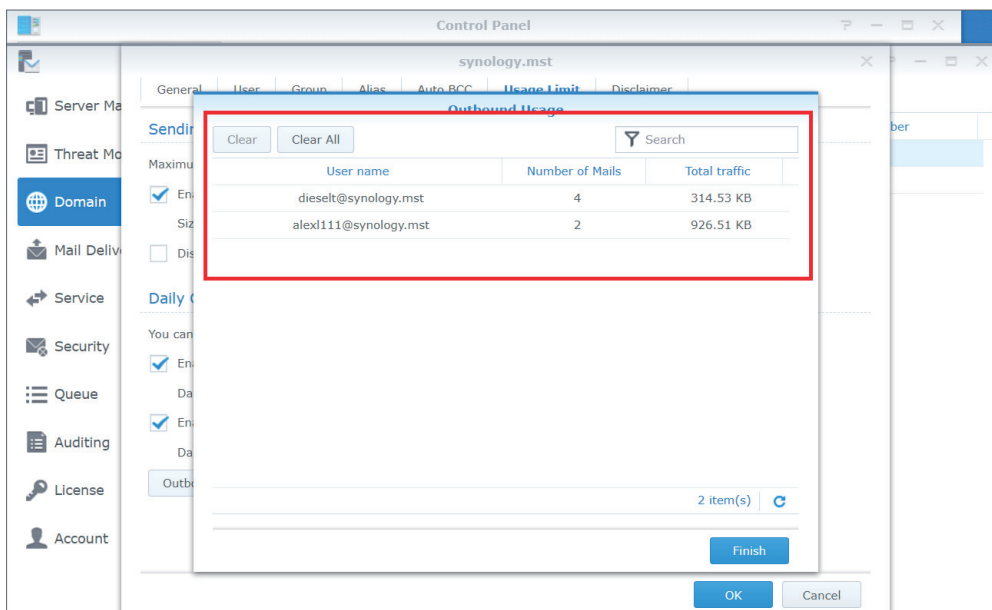 Control Panel
synology.mst
General User Group Alias Auto BCC Usage Limit Disclaimer
Server Ma
Threat Mo
Domain
Mail Deliv
Service
Security
Queue
Auditing
License
Account
Sendin
Maximu
En
Siz
Dis
Daily
You can
Ena
Da
En
Da
Outbo
ber
Outbound Usage
Clear Clear All Search
User name Number of Mails Total traffic
dieselt@synology.mst 4 314.53 KB
alexl111@synology.mst 2 926.51 KB
2 item(s)
Finish
OK Cancel